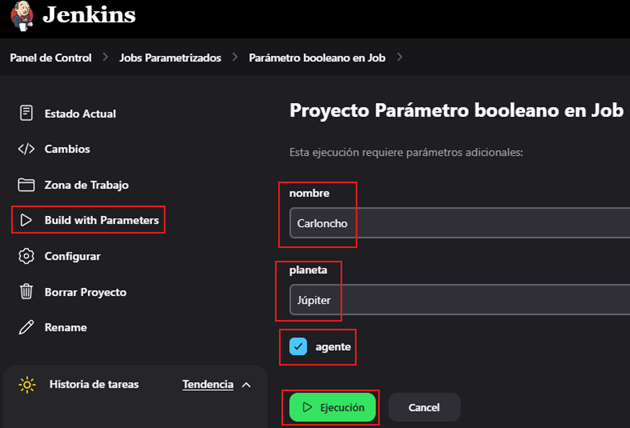 Jenkins
Panel de Control > Jobs Parametrizados > Parámetro booleano en Job >
Estado Actual
Cambios
Zona de Trabajo
Build with Parameters
Configurar
Borrar Proyecto
Rename
Historia de tareas Tendencia
Proyecto Parámetro booleano en Job
Esta ejecución requiere parámetros adicionales:
nombre
Carloncho
planeta
Júpiter
agente
Ejecución Cancel